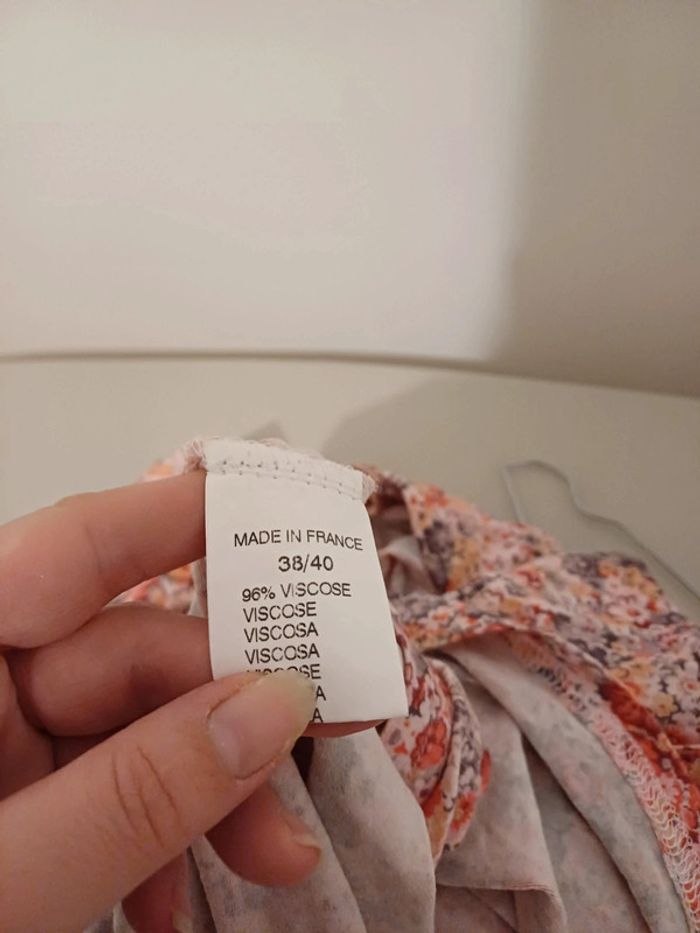 MADE IN FRANCE
38/40
96% VISCOSE
VISCOSE
VISCOSA
VISCOSA